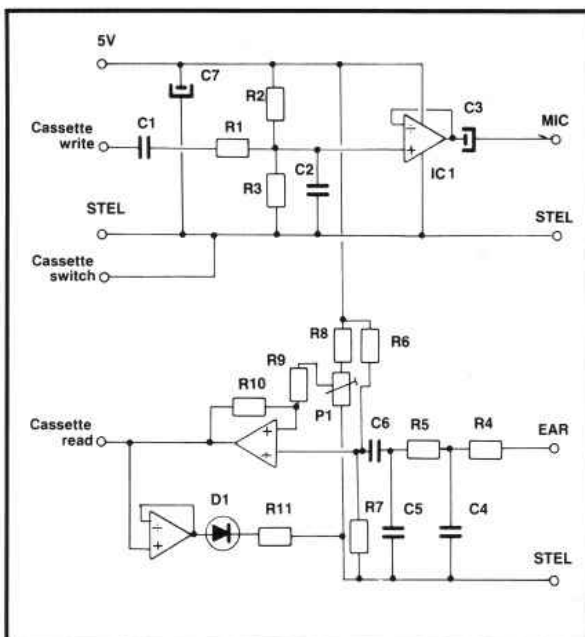 5V
C7
R2
C3
Cassette
write
C1
R1
MIC
−
+
C2
IC1
R3
STEL
STEL
Cassette
switch
R8
R6
R9
R10
P1
Cassette
read
C6
R5
R4
EAR
+
−
D1
R11
R7
C5
C4
−
+
STEL